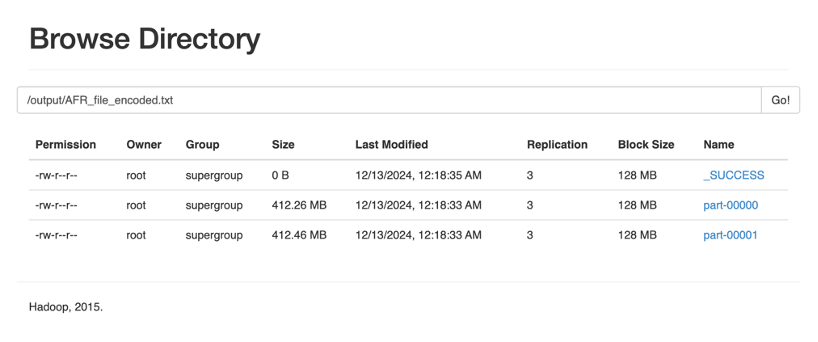 Browse Directory
/output/AFR_file_encoded.txt Go!
Permission Owner Group Size Last Modified Replication Block Size Name
-rw-r--r-- root supergroup 0 B 12/13/2024, 12:18:35 AM 3 128 MB _SUCCESS
-rw-r--r-- root supergroup 412.26 MB 12/13/2024, 12:18:33 AM 3 128 MB part-00000
-rw-r--r-- root supergroup 412.46 MB 12/13/2024, 12:18:33 AM 3 128 MB part-00001
Hadoop, 2015.